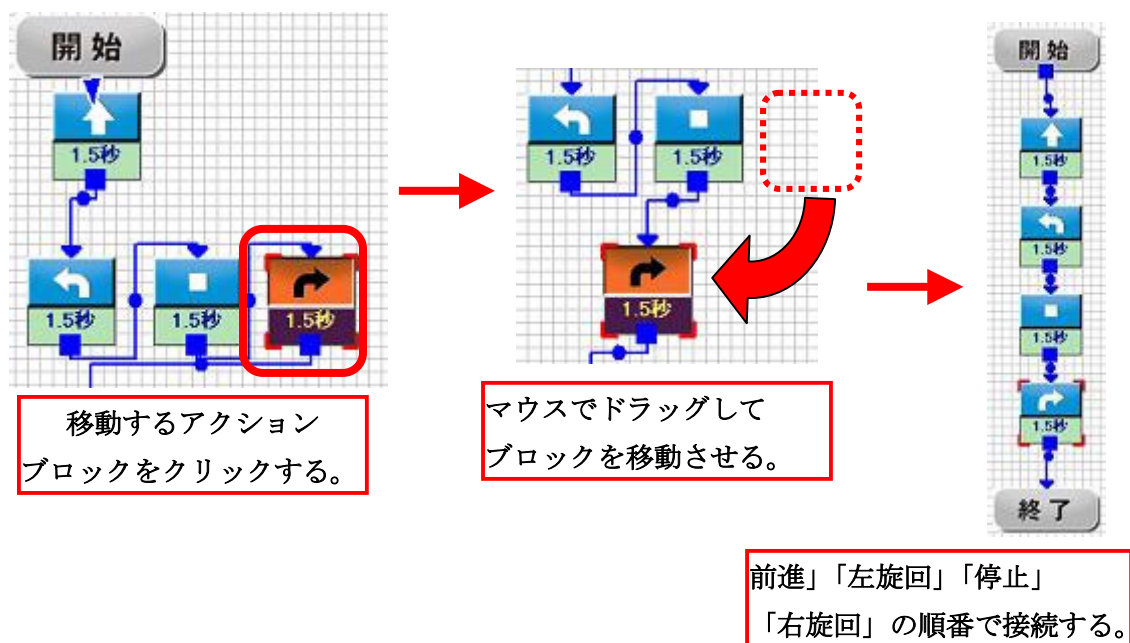 開始
1.5秒
1.5秒
1.5秒
1.5秒
移動するアクション
ブロックをクリックする。
1.5秒
1.5秒
1.5秒
マウスでドラッグして
ブロックを移動させる。
開始
1.5秒
1.5秒
1.5秒
1.5秒
終了
前進」「左旋回」「停止」
「右旋回」の順番で接続する。